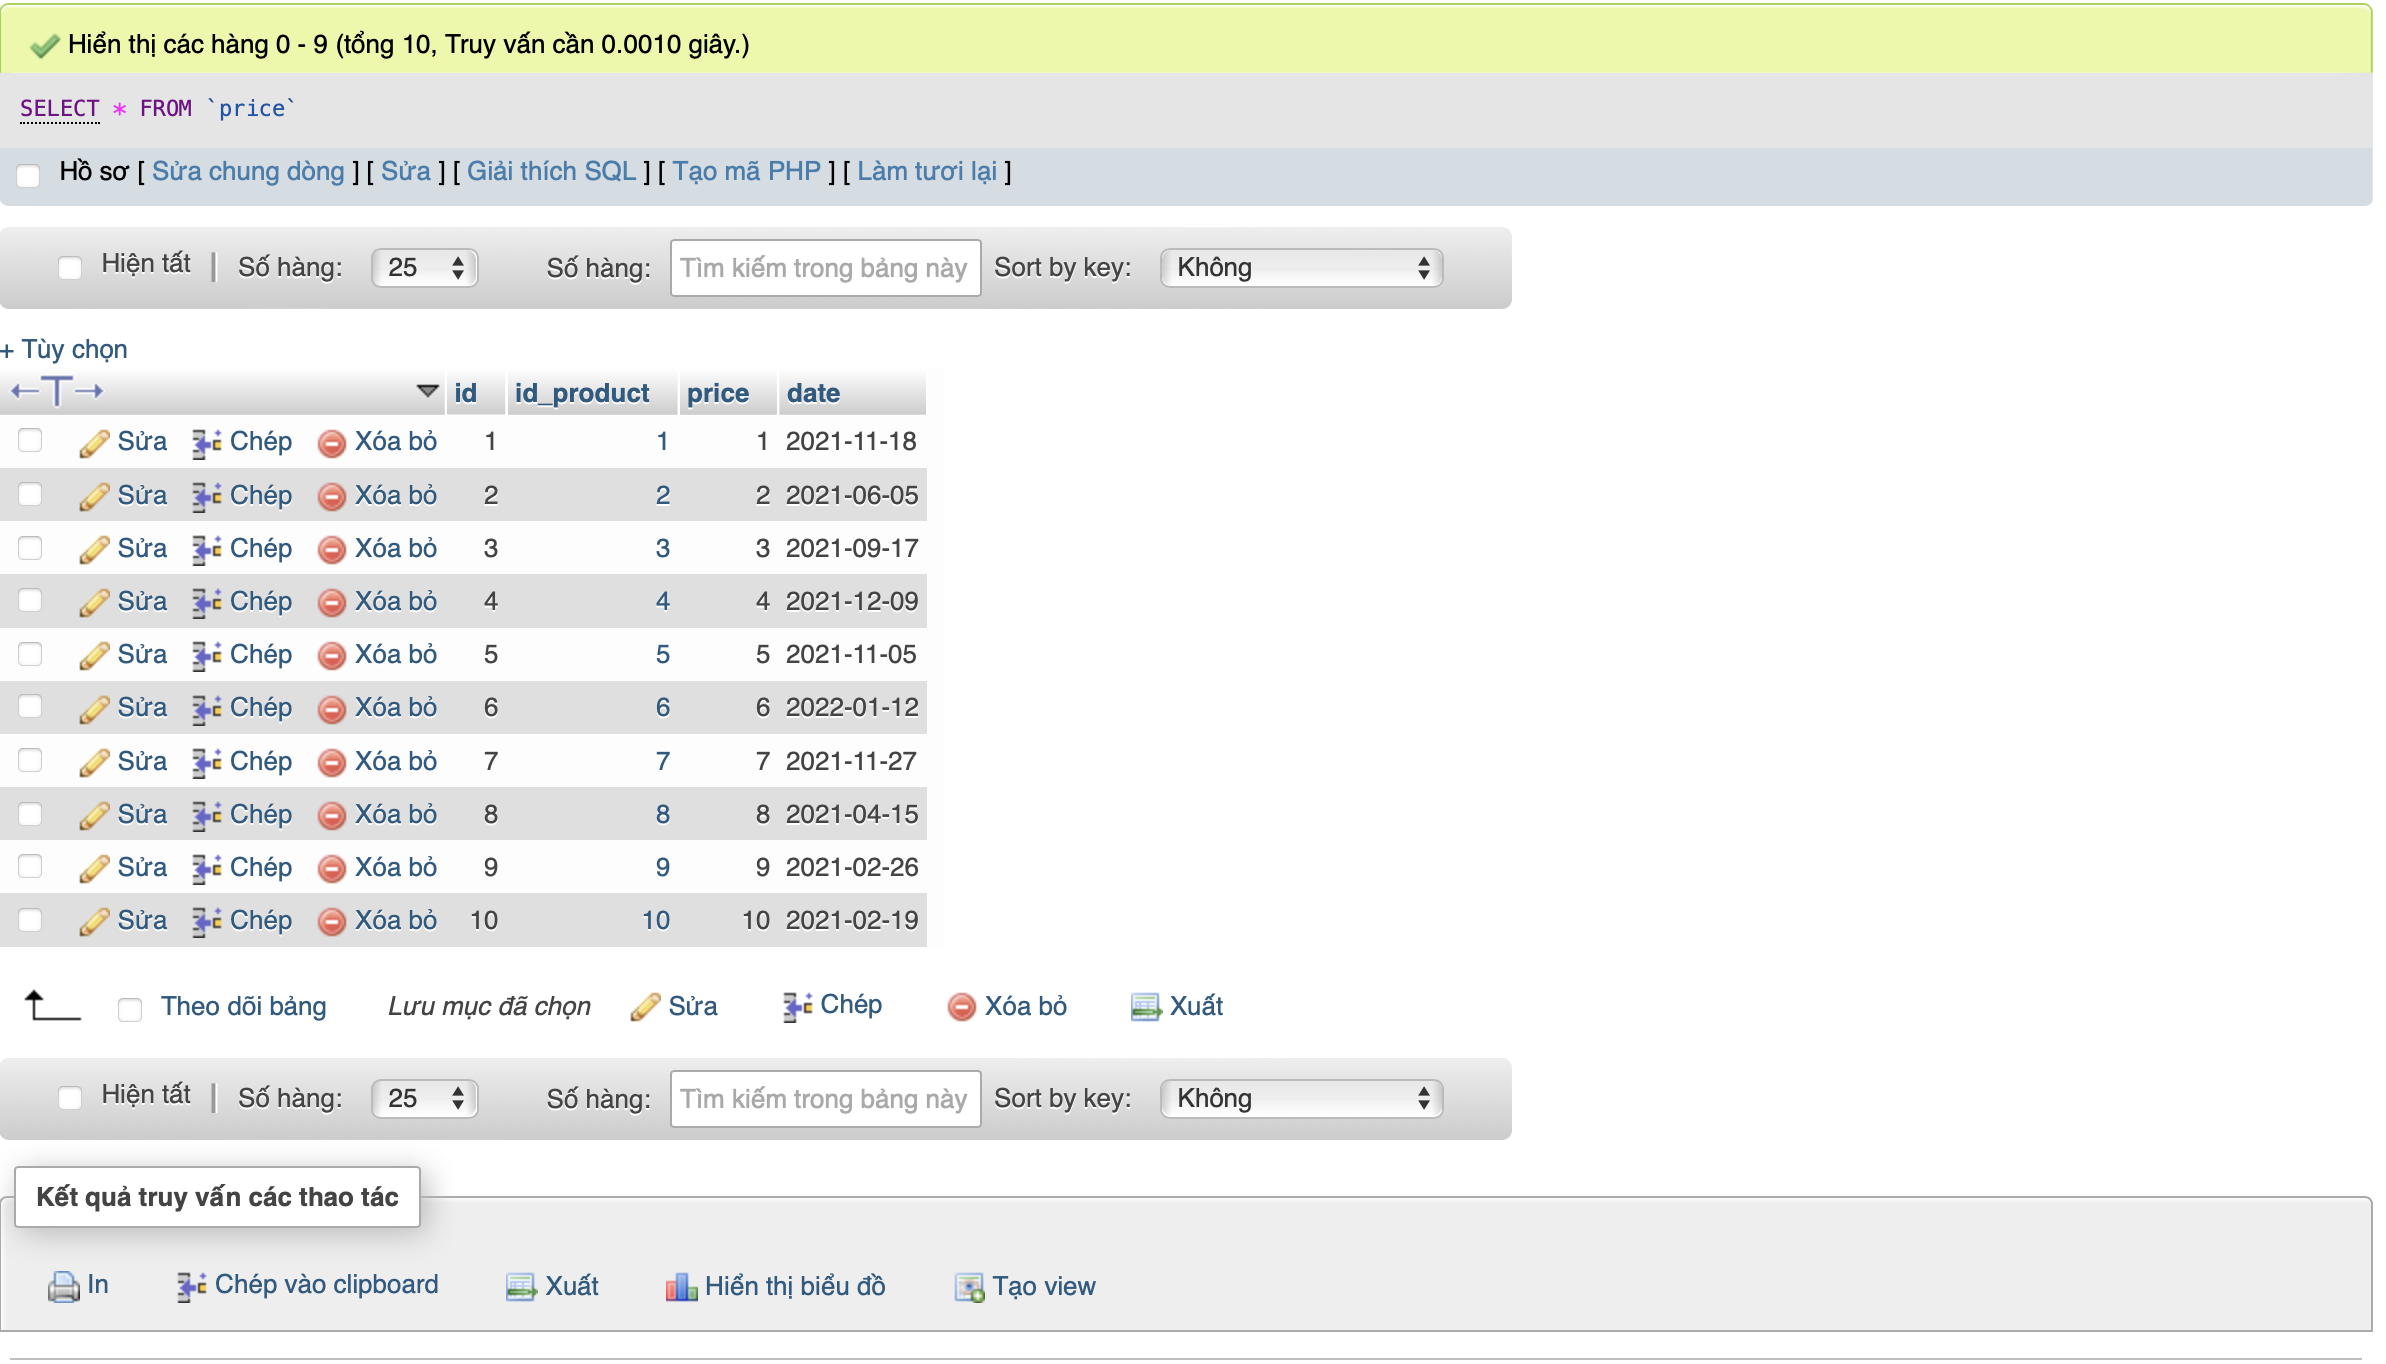 Hiển thị các hàng 0 - 9 (tổng 10, Truy vấn cần 0.0010 giây.)
SELECT * FROM `price`
Hồ sơ [ Sửa chung dòng ] [ Sửa ] [ Giải thích SQL ] [ Tạo mã PHP ] [ Làm tươi lại ]
Hiện tất | Số hàng: 25 Số hàng: Tìm kiếm trong bảng này Sort by key: Không
+ Tùy chọn
←T→ id id_product price date
Sửa Chép Xóa bỏ 1 1 1 2021-11-18
Sửa Chép Xóa bỏ 2 2 2 2021-06-05
Sửa Chép Xóa bỏ 3 3 3 2021-09-17
Sửa Chép Xóa bỏ 4 4 4 2021-12-09
Sửa Chép Xóa bỏ 5 5 5 2021-11-05
Sửa Chép Xóa bỏ 6 6 6 2022-01-12
Sửa Chép Xóa bỏ 7 7 7 2021-11-27
Sửa Chép Xóa bỏ 8 8 8 2021-04-15
Sửa Chép Xóa bỏ 9 9 9 2021-02-26
Sửa Chép Xóa bỏ 10 10 10 2021-02-19
Theo dõi bảng Lưu mục đã chọn Sửa Chép Xóa bỏ Xuất
Hiện tất | Số hàng: 25 Số hàng: Tìm kiếm trong bảng này Sort by key: Không
Kết quả truy vấn các thao tác
In Chép vào clipboard Xuất Hiển thị biểu đồ Tạo view